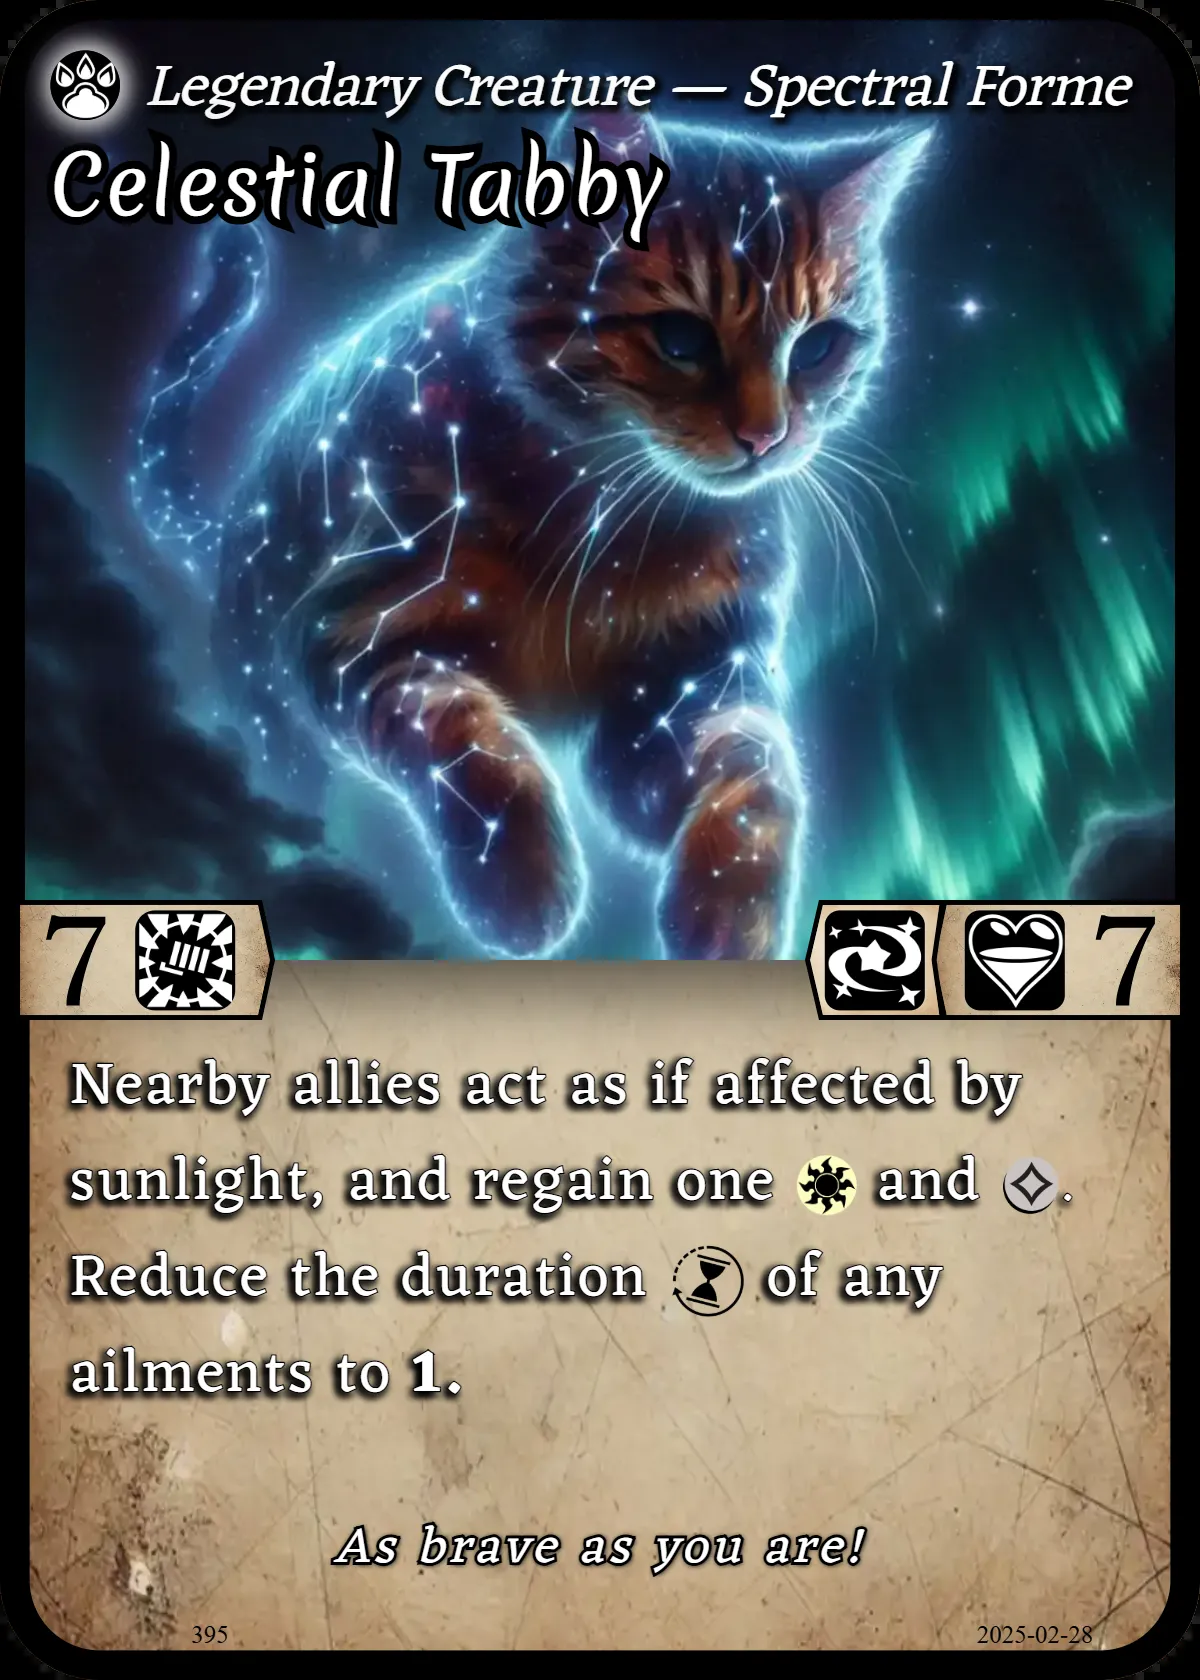 Legendary Creature — Spectral Forme
Celestial Tabby
7 7
Nearby allies act as if affected by
sunlight, and regain one and .
Reduce the duration of any
ailments to 1.
As brave as you are!
395 2025-02-28